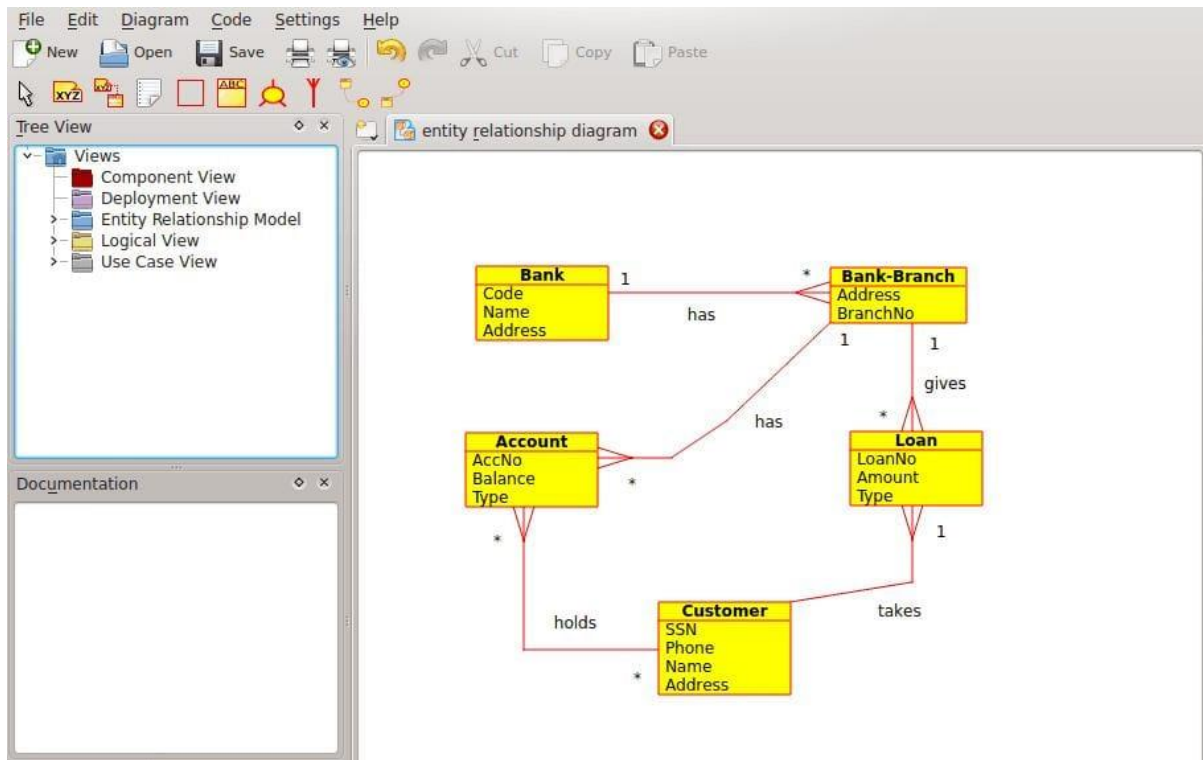 File Edit Diagram Code Settings Help
New Open Save Cut Copy Paste
XYZ XYZ ABC
Tree View
entity relationship diagram
Views
Component View
Deployment View
Entity Relationship Model
Logical View
Use Case View
Documentation
Bank
Code
Name
Address
1
has
*
Bank-Branch
Address
BranchNo
1
1
gives
has
*
*
Account
AccNo
Balance
Type
Loan
LoanNo
Amount
Type
*
1
holds
takes
*
Customer
SSN
Phone
Name
Address